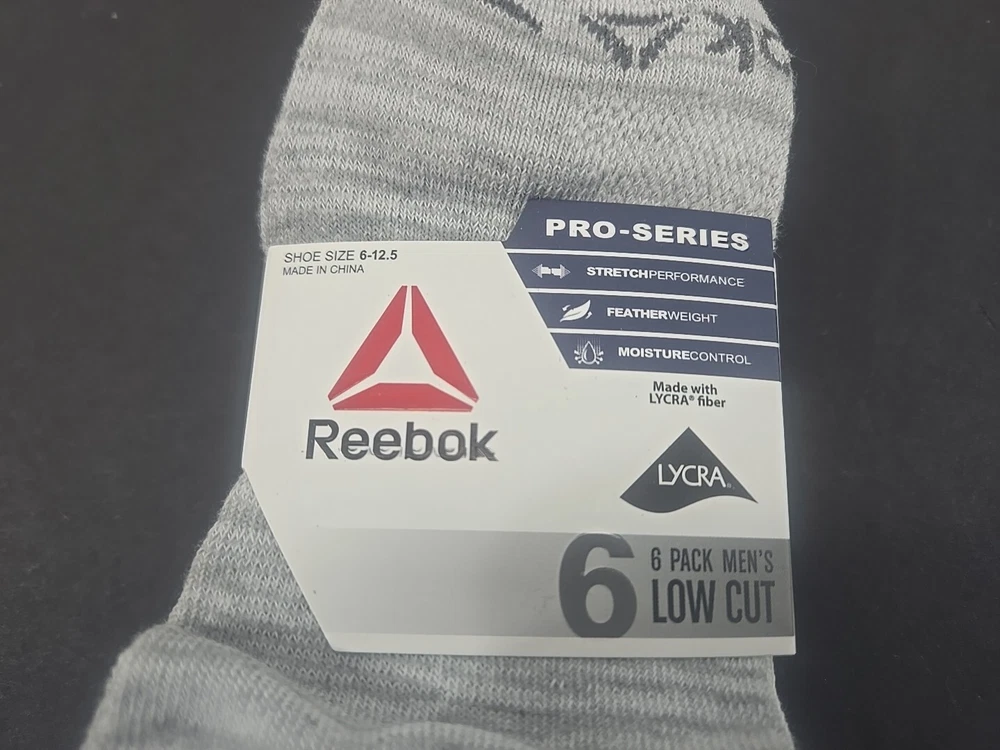 SHOE SIZE 6-12.5
MADE IN CHINA
Reebok
PRO-SERIES
STRETCHPERFORMANCE
FEATHERWEIGHT
MOISTURECONTROL
Made with
LYCRA® fiber
LYCRA®
6
6 PACK MEN'S
LOW CUT